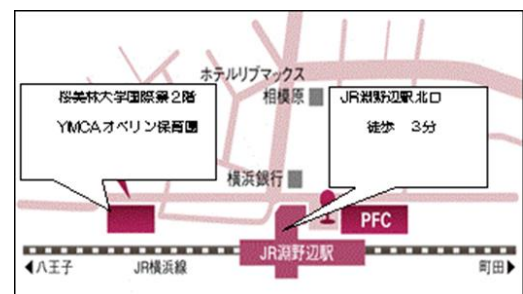 ホテルリブマックス
相模原
桜美林大学国際寮2階
YMCAオベリン保育園
JR淵野辺駅北口
徒歩 3分
横浜銀行
PFC
JR淵野辺駅
◀八王子
JR横浜線
町田▶